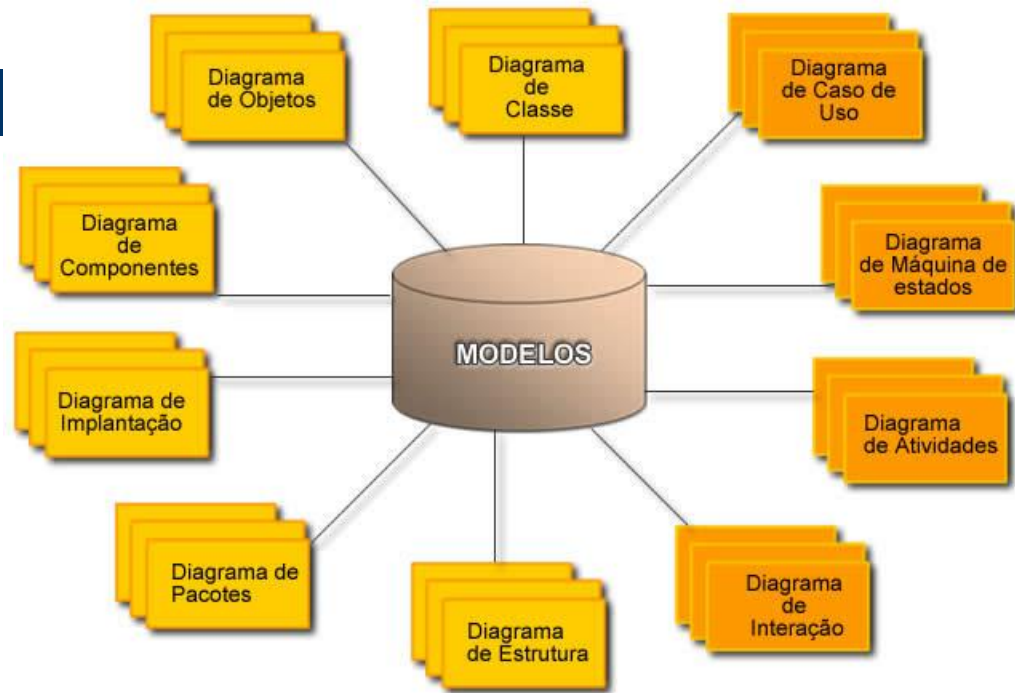 Diagrama
de Objetos
Diagrama
de
Classe
Diagrama
de Caso de
Uso
Diagrama
de
Componentes
Diagrama
de Máquina de
estados
MODELOS
Diagrama de
Implantação
Diagrama
de Atividades
Diagrama de
Pacotes
Diagrama
de Estrutura
Diagrama
de
Interação